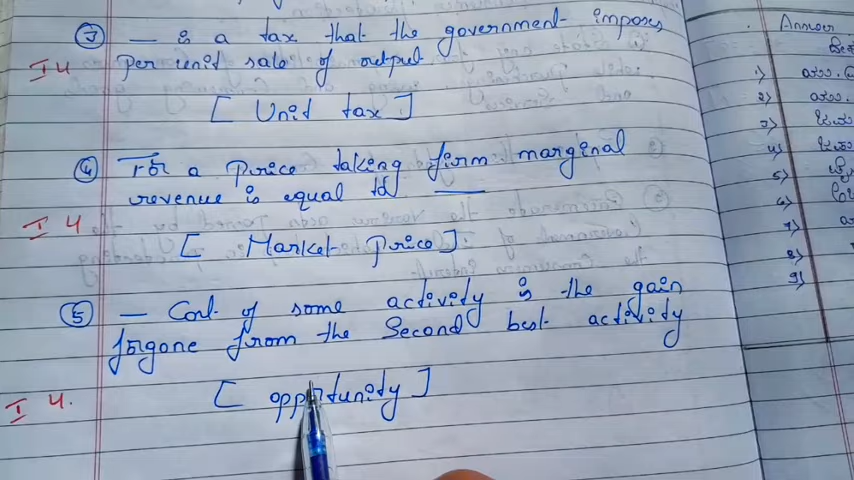 ③ — is a tax that the government imposes
I 4 per unit sale of output
[ Unit tax ]
④ For a price taking firm marginal
revenue is equal to ___
I 4
[ Market price ].
⑤ — Cost of some activity is the gain
forgone from the Second best activity
I 4. [ opportunity ]
Answer
1)
2)
3)
4)
5)
6)
7)
8)
9)